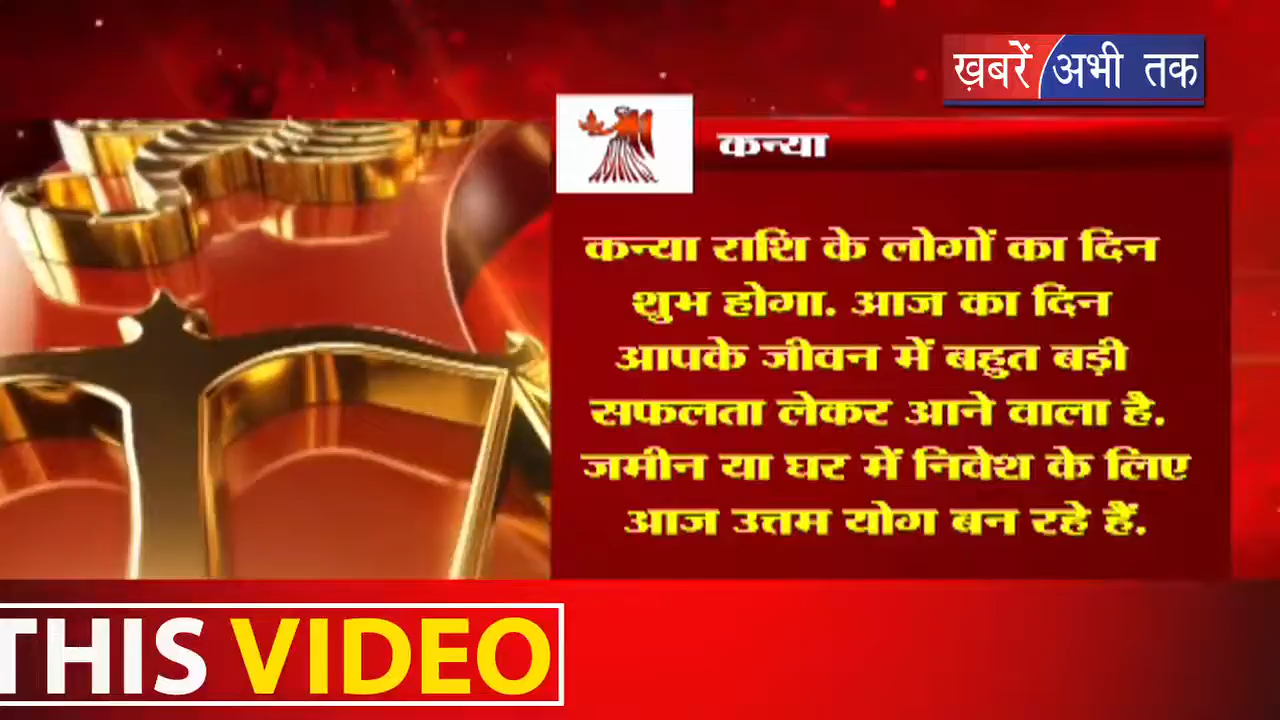 ख़बरें अभी तक
कन्या
कन्या राशि के लोगों का दिन
शुभ होगा. आज का दिन
आपके जीवन में बहुत बड़ी
सफलता लेकर आने वाला है.
जमीन या घर में निवेश के लिए
आज उत्तम योग बन रहे हैं.
THIS VIDEO